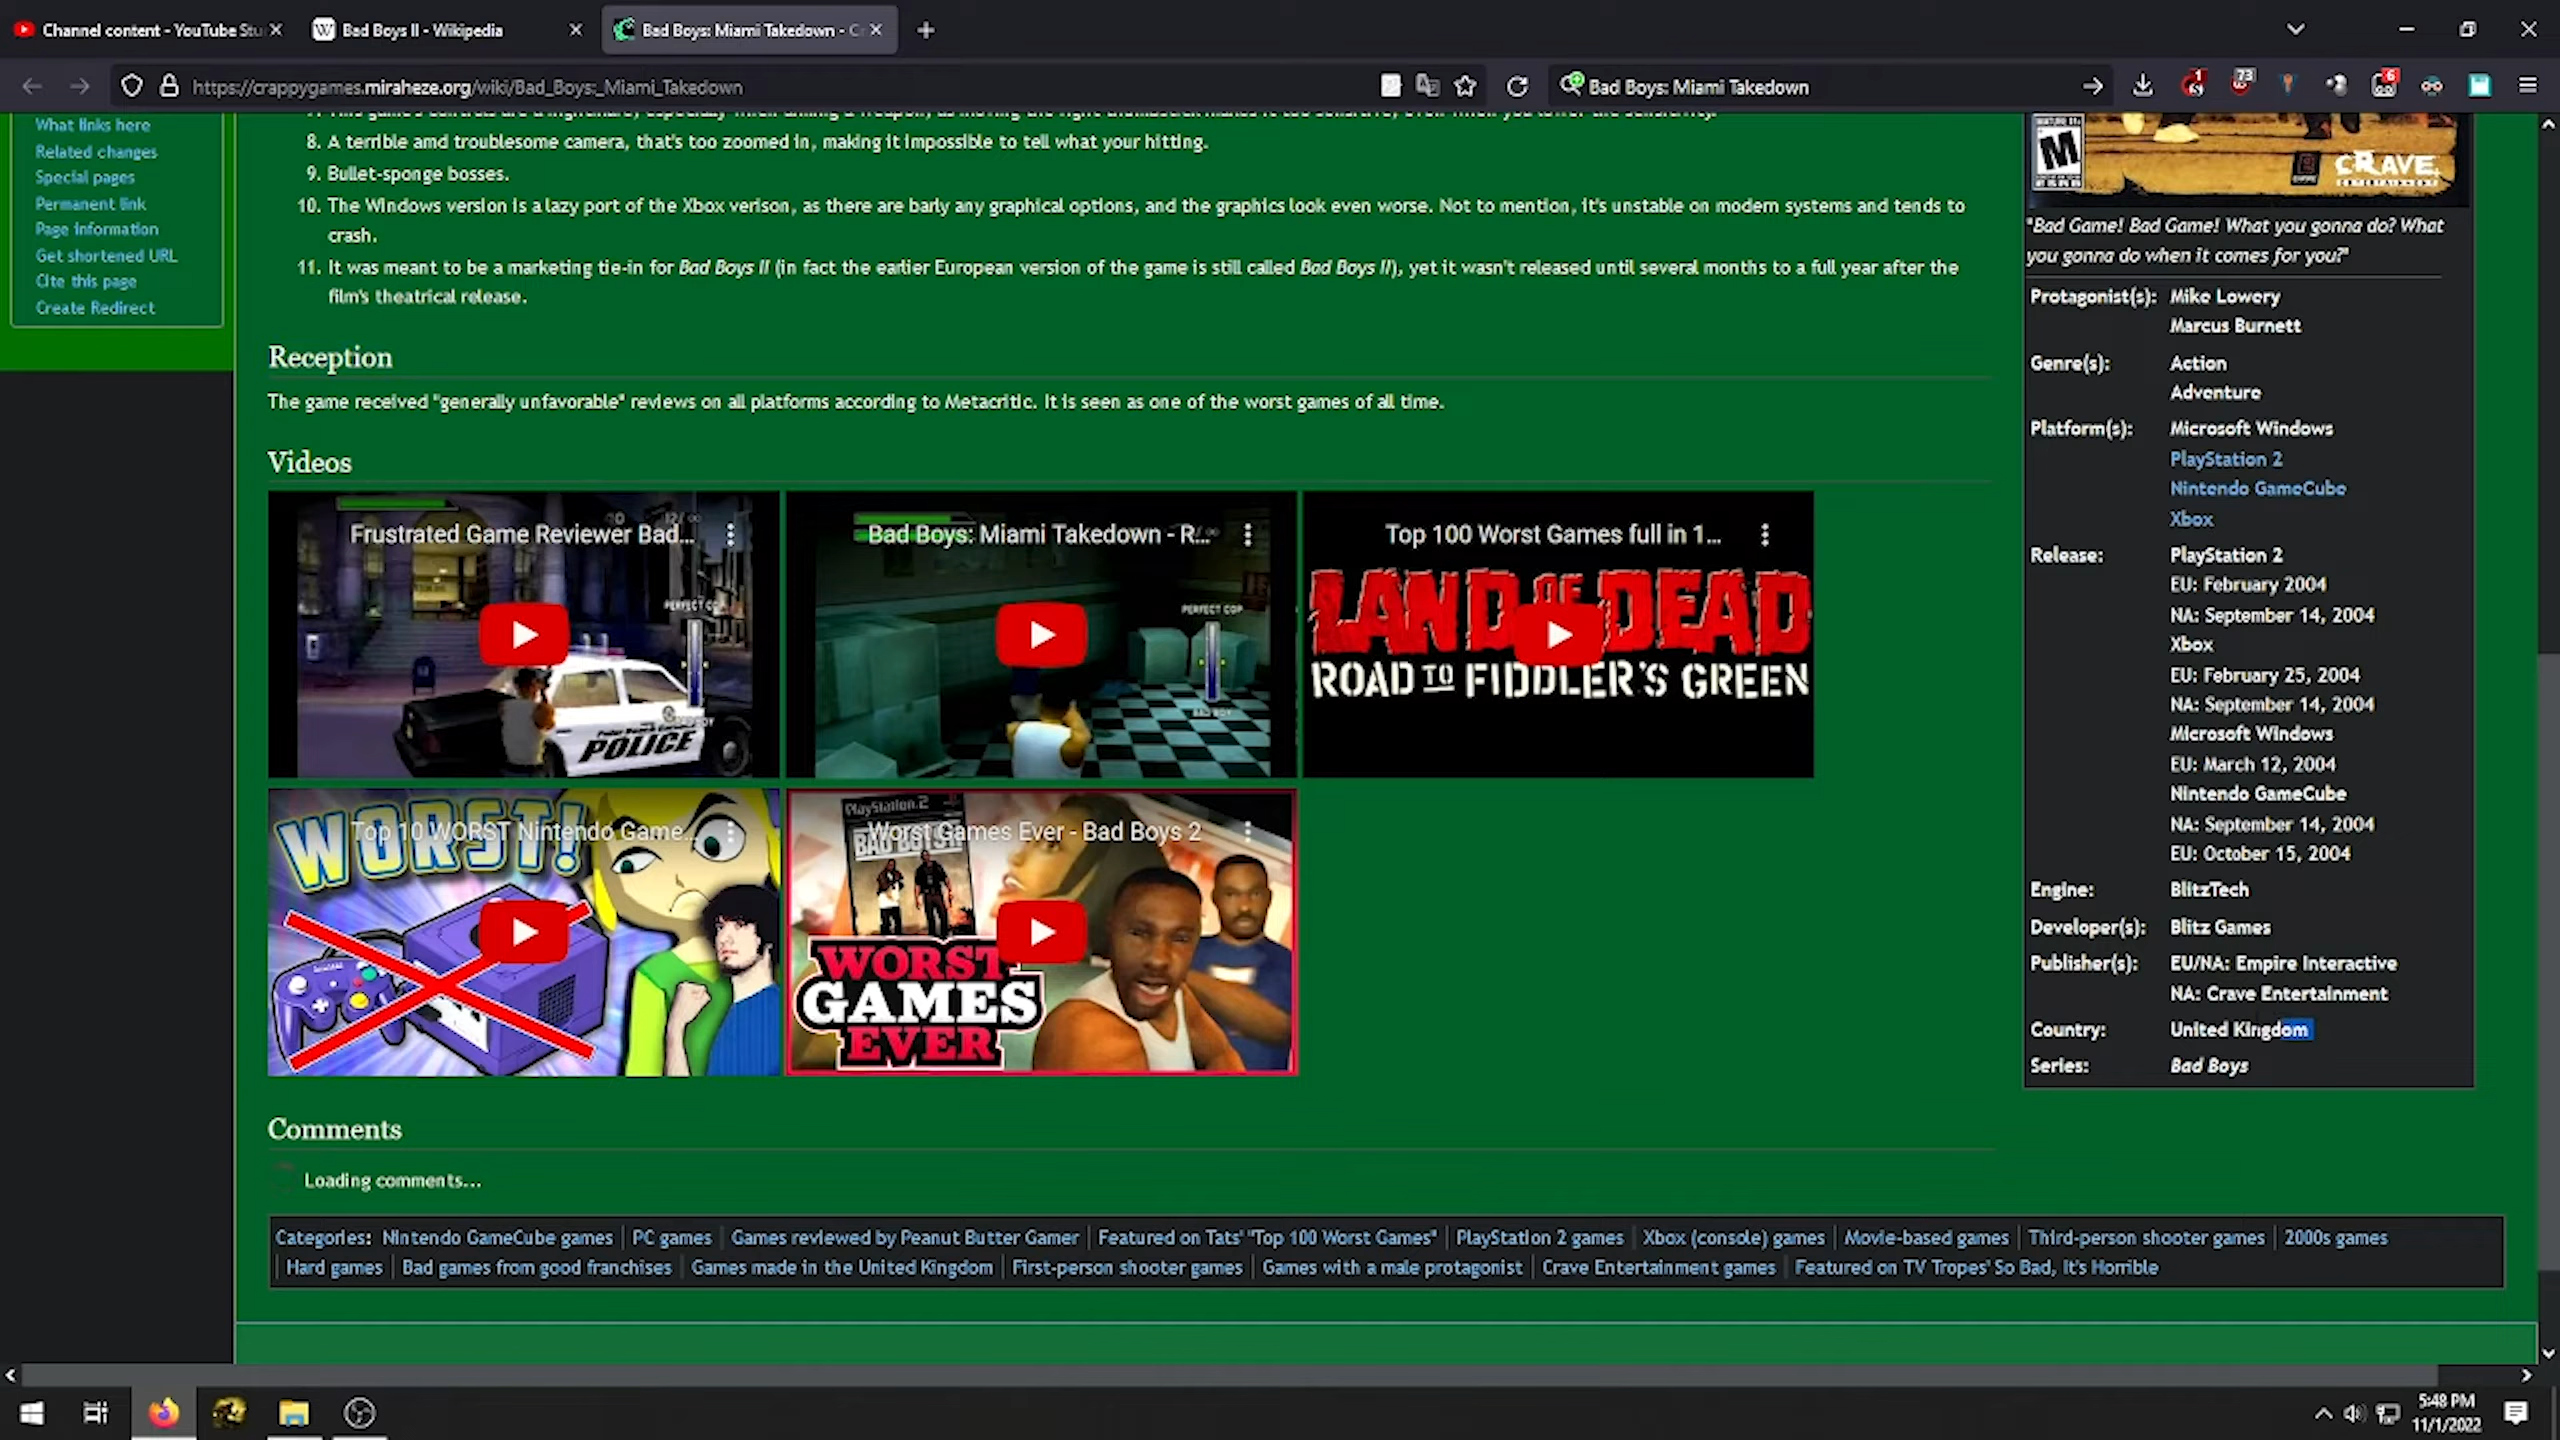 Channel content - YouTube Stu
Bad Boys II - Wikipedia
Bad Boys: Miami Takedown - C
https://crappygames.miraheze.org/wiki/Bad_Boys:_Miami_Takedown
Bad Boys: Miami Takedown
1
73
6
What links here
Related changes
Special pages
Permanent link
Page information
Get shortened URL
Cite this page
Create Redirect
8. A terrible amd troublesome camera, that's too zoomed in, making it impossible to tell what your hitting.
9. Bullet-sponge bosses.
10. The Windows version is a lazy port of the Xbox verison, as there are barly any graphical options, and the graphics look even worse. Not to mention, it's unstable on modern systems and tends to
crash.
11. It was meant to be a marketing tie-in for Bad Boys II (in fact the earlier European version of the game is still called Bad Boys II), yet it wasn't released until several months to a full year after the
film's theatrical release.
Reception
The game received "generally unfavorable" reviews on all platforms according to Metacritic. It is seen as one of the worst games of all time.
Videos
Frustrated Game Reviewer Bad...
PERFECT COP
POLICE
Bad Boys: Miami Takedown - R...
PERFECT COP
BAD BOY
Top 100 Worst Games full in 1...
LAND OF DEAD
ROAD TO FIDDLER'S GREEN
WORST!
Top 10 WORST Nintendo Game...
PlayStation 2
BAD BOYS II
Worst Games Ever - Bad Boys 2
WORST
GAMES
EVER
Comments
Loading comments...
Categories: Nintendo GameCube games | PC games | Games reviewed by Peanut Butter Gamer | Featured on Tats' "Top 100 Worst Games" | PlayStation 2 games | Xbox (console) games | Movie-based games | Third-person shooter games | 2000s games
| Hard games | Bad games from good franchises | Games made in the United Kingdom | First-person shooter games | Games with a male protagonist | Crave Entertainment games | Featured on TV Tropes' So Bad, It's Horrible
M
CRAVE
ENTERTAINMENT
"Bad Game! Bad Game! What you gonna do? What
you gonna do when it comes for you?"
Protagonist(s): Mike Lowery
Marcus Burnett
Genre(s): Action
Adventure
Platform(s): Microsoft Windows
PlayStation 2
Nintendo GameCube
Xbox
Release: PlayStation 2
EU: February 2004
NA: September 14, 2004
Xbox
EU: February 25, 2004
NA: September 14, 2004
Microsoft Windows
EU: March 12, 2004
Nintendo GameCube
NA: September 14, 2004
EU: October 15, 2004
Engine: BlitzTech
Developer(s): Blitz Games
Publisher(s): EU/NA: Empire Interactive
NA: Crave Entertainment
Country: United Kingdom
Series: Bad Boys
5:48 PM
11/1/2022